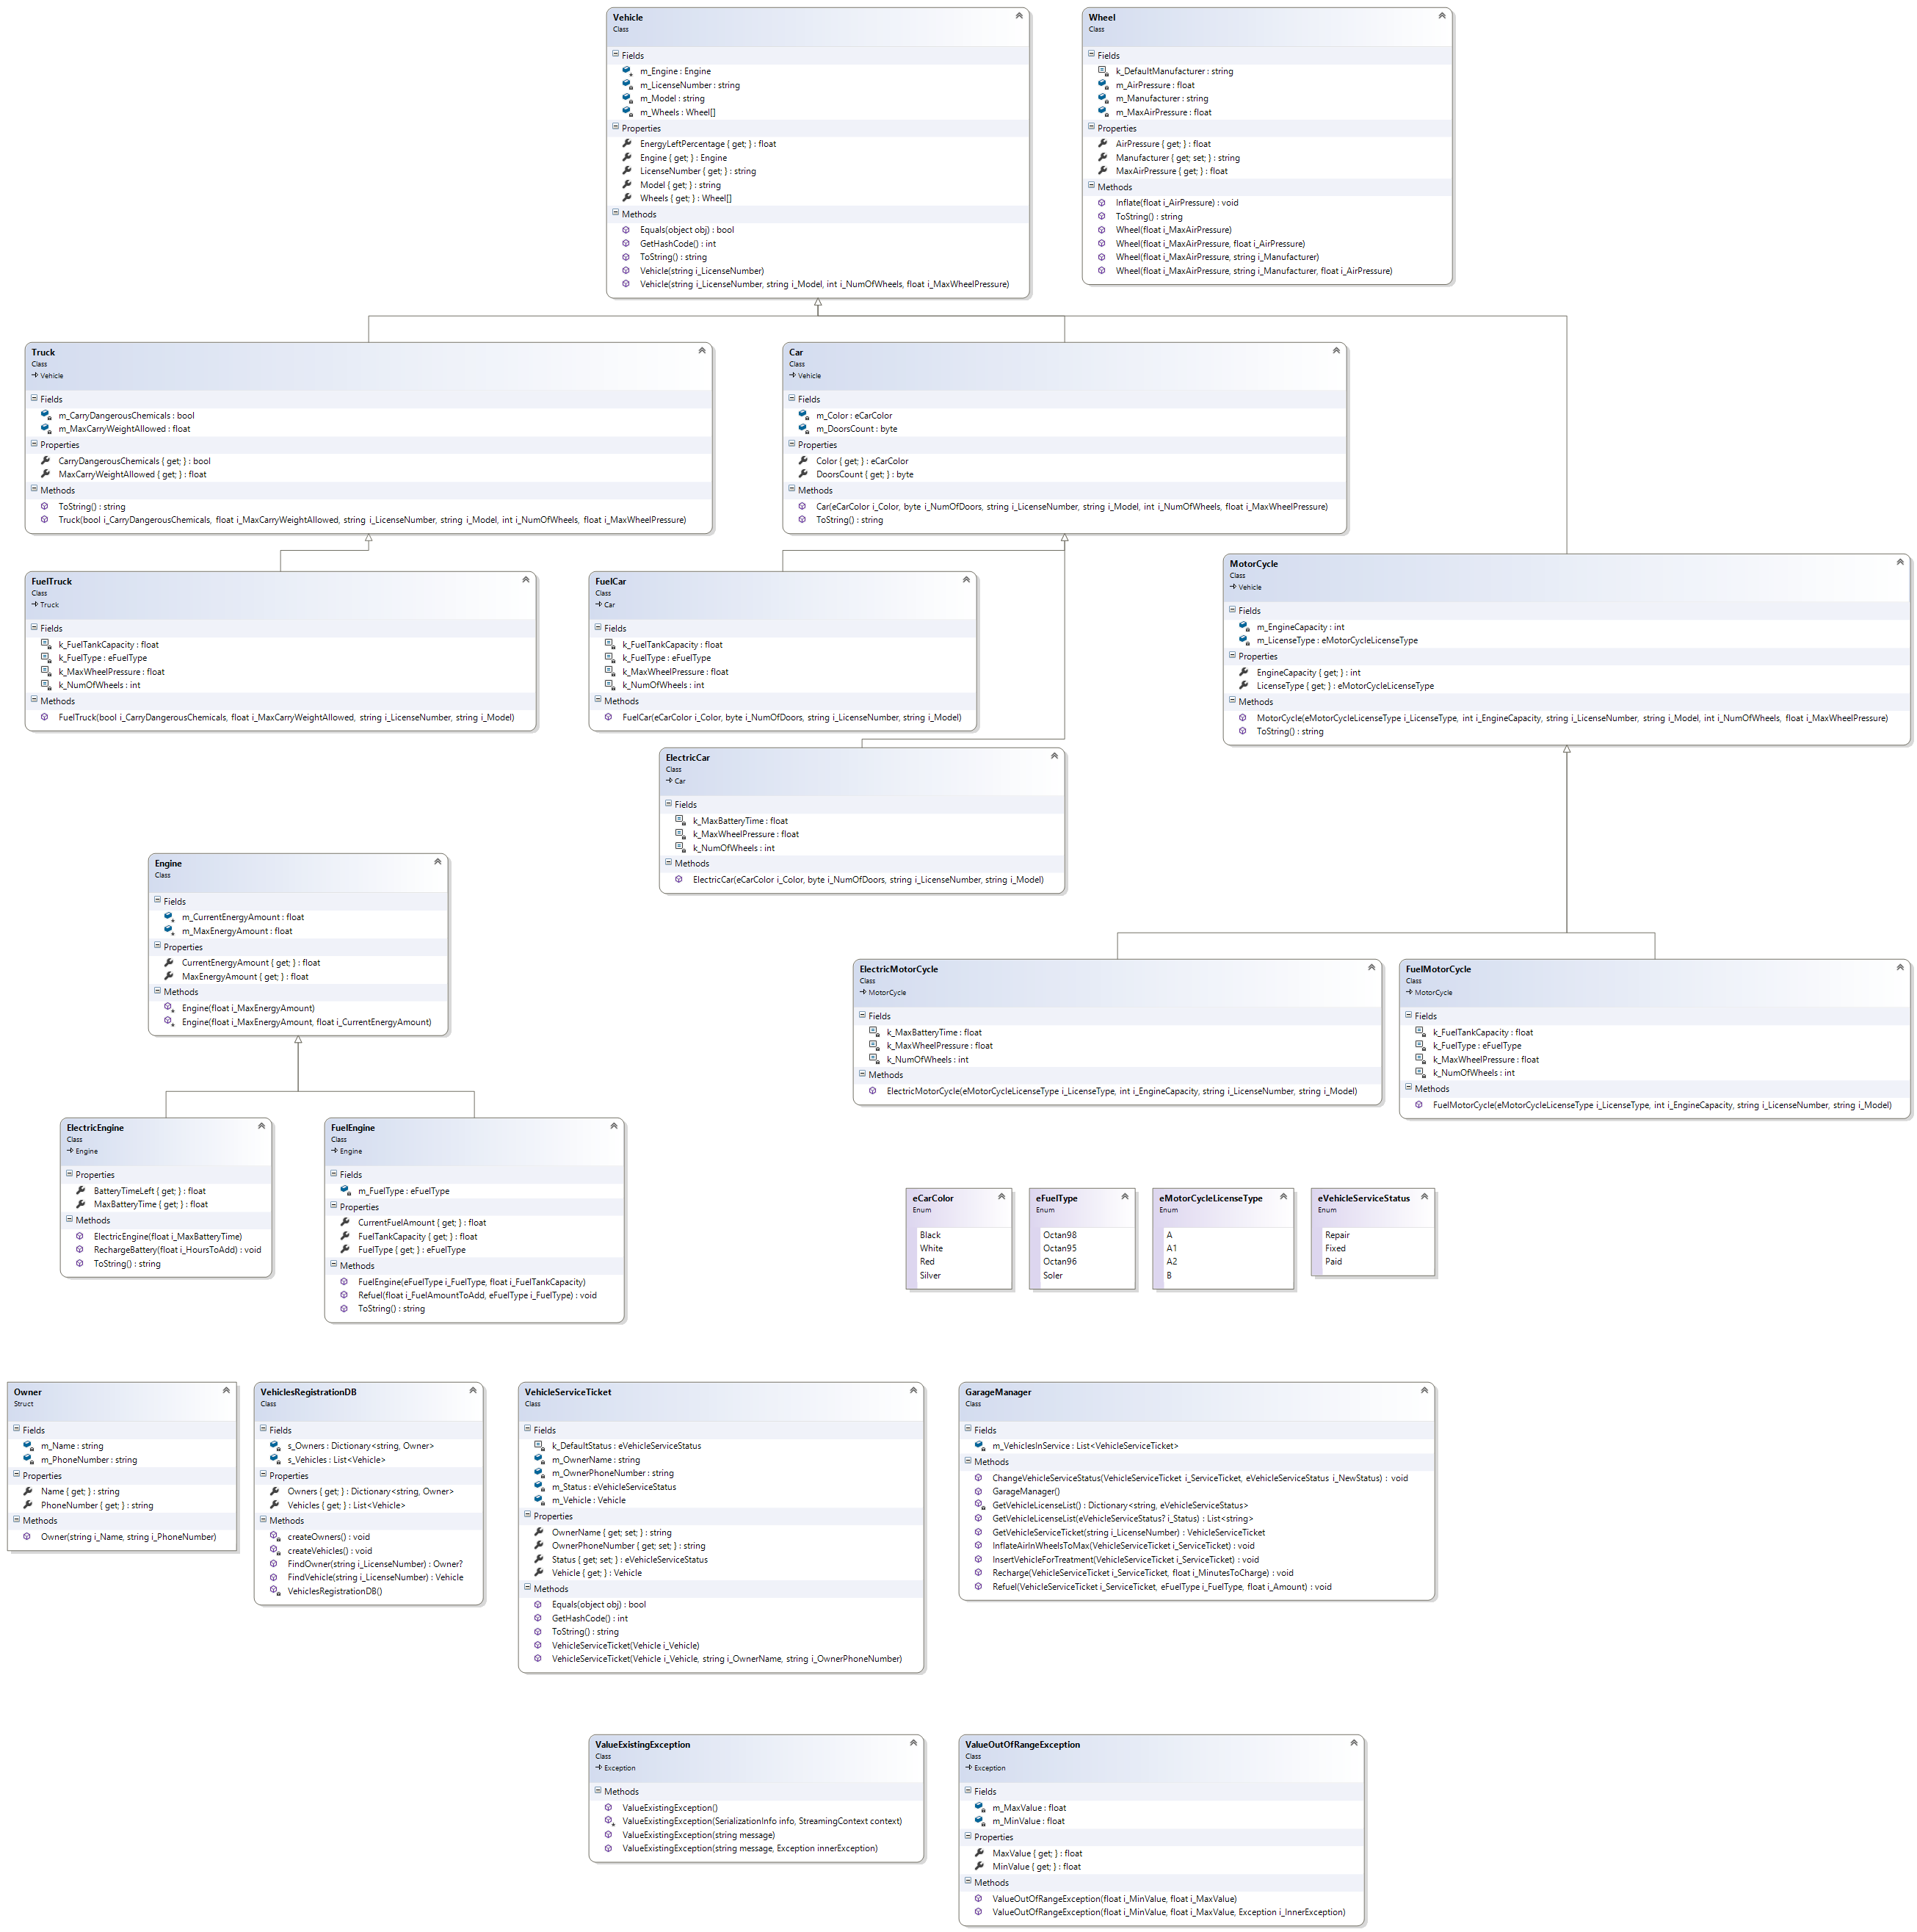 Vehicle
Class
Fields
m_Engine : Engine
m_LicenseNumber : string
m_Model : string
m_Wheels : Wheel[]
Properties
EnergyLeftPercentage { get; } : float
Engine { get; } : Engine
LicenseNumber { get; } : string
Model { get; } : string
Wheels { get; } : Wheel[]
Methods
Equals(object obj) : bool
GetHashCode() : int
ToString() : string
Vehicle(string i_LicenseNumber)
Vehicle(string i_LicenseNumber, string i_Model, int i_NumOfWheels, float i_MaxWheelPressure)
Wheel
Class
Fields
k_DefaultManufacturer : string
m_AirPressure : float
m_Manufacturer : string
m_MaxAirPressure : float
Properties
AirPressure { get; } : float
Manufacturer { get; set; } : string
MaxAirPressure { get; } : float
Methods
Inflate(float i_AirPressure) : void
ToString() : string
Wheel(float i_MaxAirPressure)
Wheel(float i_MaxAirPressure, float i_AirPressure)
Wheel(float i_MaxAirPressure, string i_Manufacturer)
Wheel(float i_MaxAirPressure, string i_Manufacturer, float i_AirPressure)
Truck
Class
Vehicle
Fields
m_CarryDangerousChemicals : bool
m_MaxCarryWeightAllowed : float
Properties
CarryDangerousChemicals { get; } : bool
MaxCarryWeightAllowed { get; } : float
Methods
ToString() : string
Truck(bool i_CarryDangerousChemicals, float i_MaxCarryWeightAllowed, string i_LicenseNumber, string i_Model, int i_NumOfWheels, float i_MaxWheelPressure)
Car
Class
Vehicle
Fields
m_Color : eCarColor
m_DoorsCount : byte
Properties
Color { get; } : eCarColor
DoorsCount { get; } : byte
Methods
Car(eCarColor i_Color, byte i_NumOfDoors, string i_LicenseNumber, string i_Model, int i_NumOfWheels, float i_MaxWheelPressure)
ToString() : string
MotorCycle
Class
Vehicle
Fields
m_EngineCapacity : int
m_LicenseType : eMotorCycleLicenseType
Properties
EngineCapacity { get; } : int
LicenseType { get; } : eMotorCycleLicenseType
Methods
MotorCycle(eMotorCycleLicenseType i_LicenseType, int i_EngineCapacity, string i_LicenseNumber, string i_Model, int i_NumOfWheels, float i_MaxWheelPressure)
ToString() : string
FuelTruck
Class
Truck
Fields
k_FuelTankCapacity : float
k_FuelType : eFuelType
k_MaxWheelPressure : float
k_NumOfWheels : int
Methods
FuelTruck(bool i_CarryDangerousChemicals, float i_MaxCarryWeightAllowed, string i_LicenseNumber, string i_Model)
FuelCar
Class
Car
Fields
k_FuelTankCapacity : float
k_FuelType : eFuelType
k_MaxWheelPressure : float
k_NumOfWheels : int
Methods
FuelCar(eCarColor i_Color, byte i_NumOfDoors, string i_LicenseNumber, string i_Model)
ElectricCar
Class
Car
Fields
k_MaxBatteryTime : float
k_MaxWheelPressure : float
k_NumOfWheels : int
Methods
ElectricCar(eCarColor i_Color, byte i_NumOfDoors, string i_LicenseNumber, string i_Model)
Engine
Class
Fields
m_CurrentEnergyAmount : float
m_MaxEnergyAmount : float
Properties
CurrentEnergyAmount { get; } : float
MaxEnergyAmount { get; } : float
Methods
Engine(float i_MaxEnergyAmount)
Engine(float i_MaxEnergyAmount, float i_CurrentEnergyAmount)
ElectricMotorCycle
Class
MotorCycle
Fields
k_MaxBatteryTime : float
k_MaxWheelPressure : float
k_NumOfWheels : int
Methods
ElectricMotorCycle(eMotorCycleLicenseType i_LicenseType, int i_EngineCapacity, string i_LicenseNumber, string i_Model)
FuelMotorCycle
Class
MotorCycle
Fields
k_FuelTankCapacity : float
k_FuelType : eFuelType
k_MaxWheelPressure : float
k_NumOfWheels : int
Methods
FuelMotorCycle(eMotorCycleLicenseType i_LicenseType, int i_EngineCapacity, string i_LicenseNumber, string i_Model)
ElectricEngine
Class
Engine
Properties
BatteryTimeLeft { get; } : float
MaxBatteryTime { get; } : float
Methods
ElectricEngine(float i_MaxBatteryTime)
RechargeBattery(float i_HoursToAdd) : void
ToString() : string
FuelEngine
Class
Engine
Fields
m_FuelType : eFuelType
Properties
CurrentFuelAmount { get; } : float
FuelTankCapacity { get; } : float
FuelType { get; } : eFuelType
Methods
FuelEngine(eFuelType i_FuelType, float i_FuelTankCapacity)
Refuel(float i_FuelAmountToAdd, eFuelType i_FuelType) : void
ToString() : string
eCarColor
Enum
Black
White
Red
Silver
eFuelType
Enum
Octan98
Octan95
Octan96
Soler
eMotorCycleLicenseType
Enum
A
A1
A2
B
eVehicleServiceStatus
Enum
Repair
Fixed
Paid
Owner
Struct
Fields
m_Name : string
m_PhoneNumber : string
Properties
Name { get; } : string
PhoneNumber { get; } : string
Methods
Owner(string i_Name, string i_PhoneNumber)
VehiclesRegistrationDB
Class
Fields
s_Owners : Dictionary<string, Owner>
s_Vehicles : List<Vehicle>
Properties
Owners { get; } : Dictionary<string, Owner>
Vehicles { get; } : List<Vehicle>
Methods
createOwners() : void
createVehicles() : void
FindOwner(string i_LicenseNumber) : Owner?
FindVehicle(string i_LicenseNumber) : Vehicle
VehiclesRegistrationDB()
VehicleServiceTicket
Class
Fields
k_DefaultStatus : eVehicleServiceStatus
m_OwnerName : string
m_OwnerPhoneNumber : string
m_Status : eVehicleServiceStatus
m_Vehicle : Vehicle
Properties
OwnerName { get; set; } : string
OwnerPhoneNumber { get; set; } : string
Status { get; set; } : eVehicleServiceStatus
Vehicle { get; } : Vehicle
Methods
Equals(object obj) : bool
GetHashCode() : int
ToString() : string
VehicleServiceTicket(Vehicle i_Vehicle)
VehicleServiceTicket(Vehicle i_Vehicle, string i_OwnerName, string i_OwnerPhoneNumber)
GarageManager
Class
Fields
m_VehiclesInService : List<VehicleServiceTicket>
Methods
ChangeVehicleServiceStatus(VehicleServiceTicket i_ServiceTicket, eVehicleServiceStatus i_NewStatus) : void
GarageManager()
GetVehicleLicenseList() : Dictionary<string, eVehicleServiceStatus>
GetVehicleLicenseList(eVehicleServiceStatus? i_Status) : List<string>
GetVehicleServiceTicket(string i_LicenseNumber) : VehicleServiceTicket
InflateAirInWheelsToMax(VehicleServiceTicket i_ServiceTicket) : void
InsertVehicleForTreatment(VehicleServiceTicket i_ServiceTicket) : void
Recharge(VehicleServiceTicket i_ServiceTicket, float i_MinutesToCharge) : void
Refuel(VehicleServiceTicket i_ServiceTicket, eFuelType i_FuelType, float i_Amount) : void
ValueExistingException
Class
Exception
Methods
ValueExistingException()
ValueExistingException(SerializationInfo info, StreamingContext context)
ValueExistingException(string message)
ValueExistingException(string message, Exception innerException)
ValueOutOfRangeException
Class
Exception
Fields
m_MaxValue : float
m_MinValue : float
Properties
MaxValue { get; } : float
MinValue { get; } : float
Methods
ValueOutOfRangeException(float i_MinValue, float i_MaxValue)
ValueOutOfRangeException(float i_MinValue, float i_MaxValue, Exception i_InnerException)